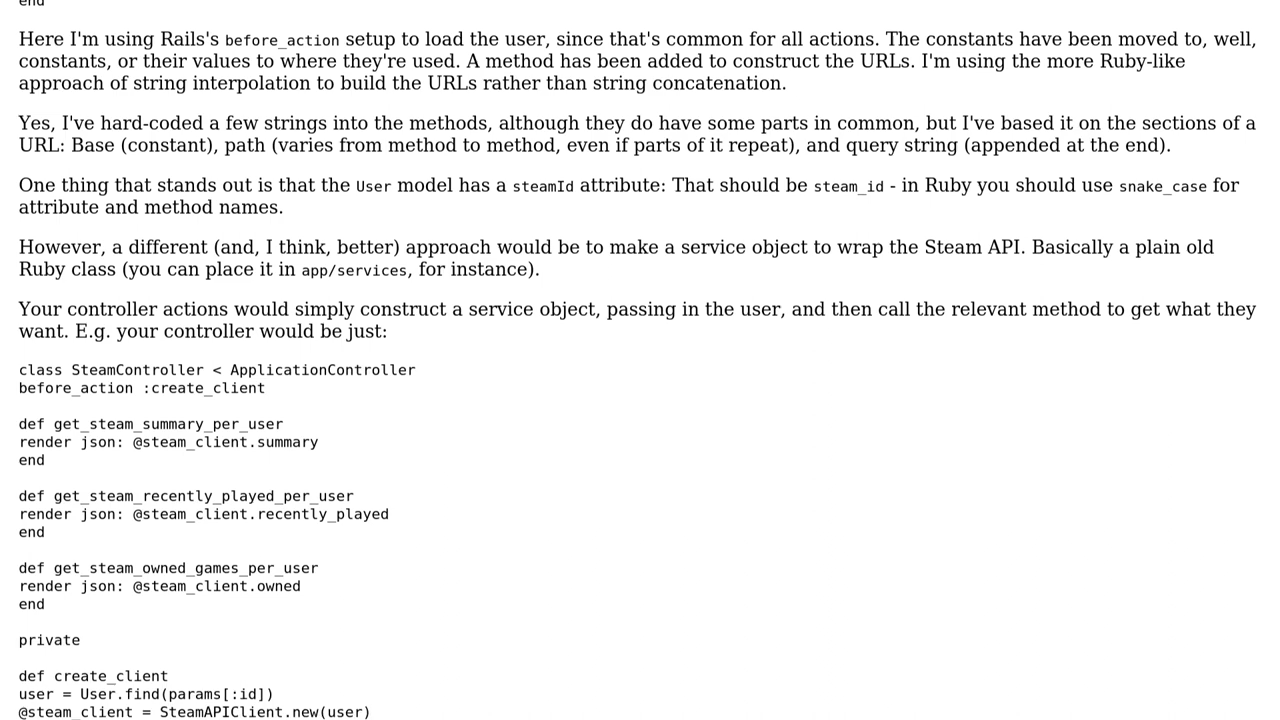 end
Here I'm using Rails's before_action setup to load the user, since that's common for all actions. The constants have been moved to, well,
constants, or their values to where they're used. A method has been added to construct the URLs. I'm using the more Ruby-like
approach of string interpolation to build the URLs rather than string concatenation.
Yes, I've hard-coded a few strings into the methods, although they do have some parts in common, but I've based it on the sections of a
URL: Base (constant), path (varies from method to method, even if parts of it repeat), and query string (appended at the end).
One thing that stands out is that the User model has a steamId attribute: That should be steam_id - in Ruby you should use snake_case for
attribute and method names.
However, a different (and, I think, better) approach would be to make a service object to wrap the Steam API. Basically a plain old
Ruby class (you can place it in app/services, for instance).
Your controller actions would simply construct a service object, passing in the user, and then call the relevant method to get what they
want. E.g. your controller would be just:
class SteamController < ApplicationController
before_action :create_client
def get_steam_summary_per_user
render json: @steam_client.summary
end
def get_steam_recently_played_per_user
render json: @steam_client.recently_played
end
def get_steam_owned_games_per_user
render json: @steam_client.owned
end
private
def create_client
user = User.find(params[:id])
@steam_client = SteamAPIClient.new(user)